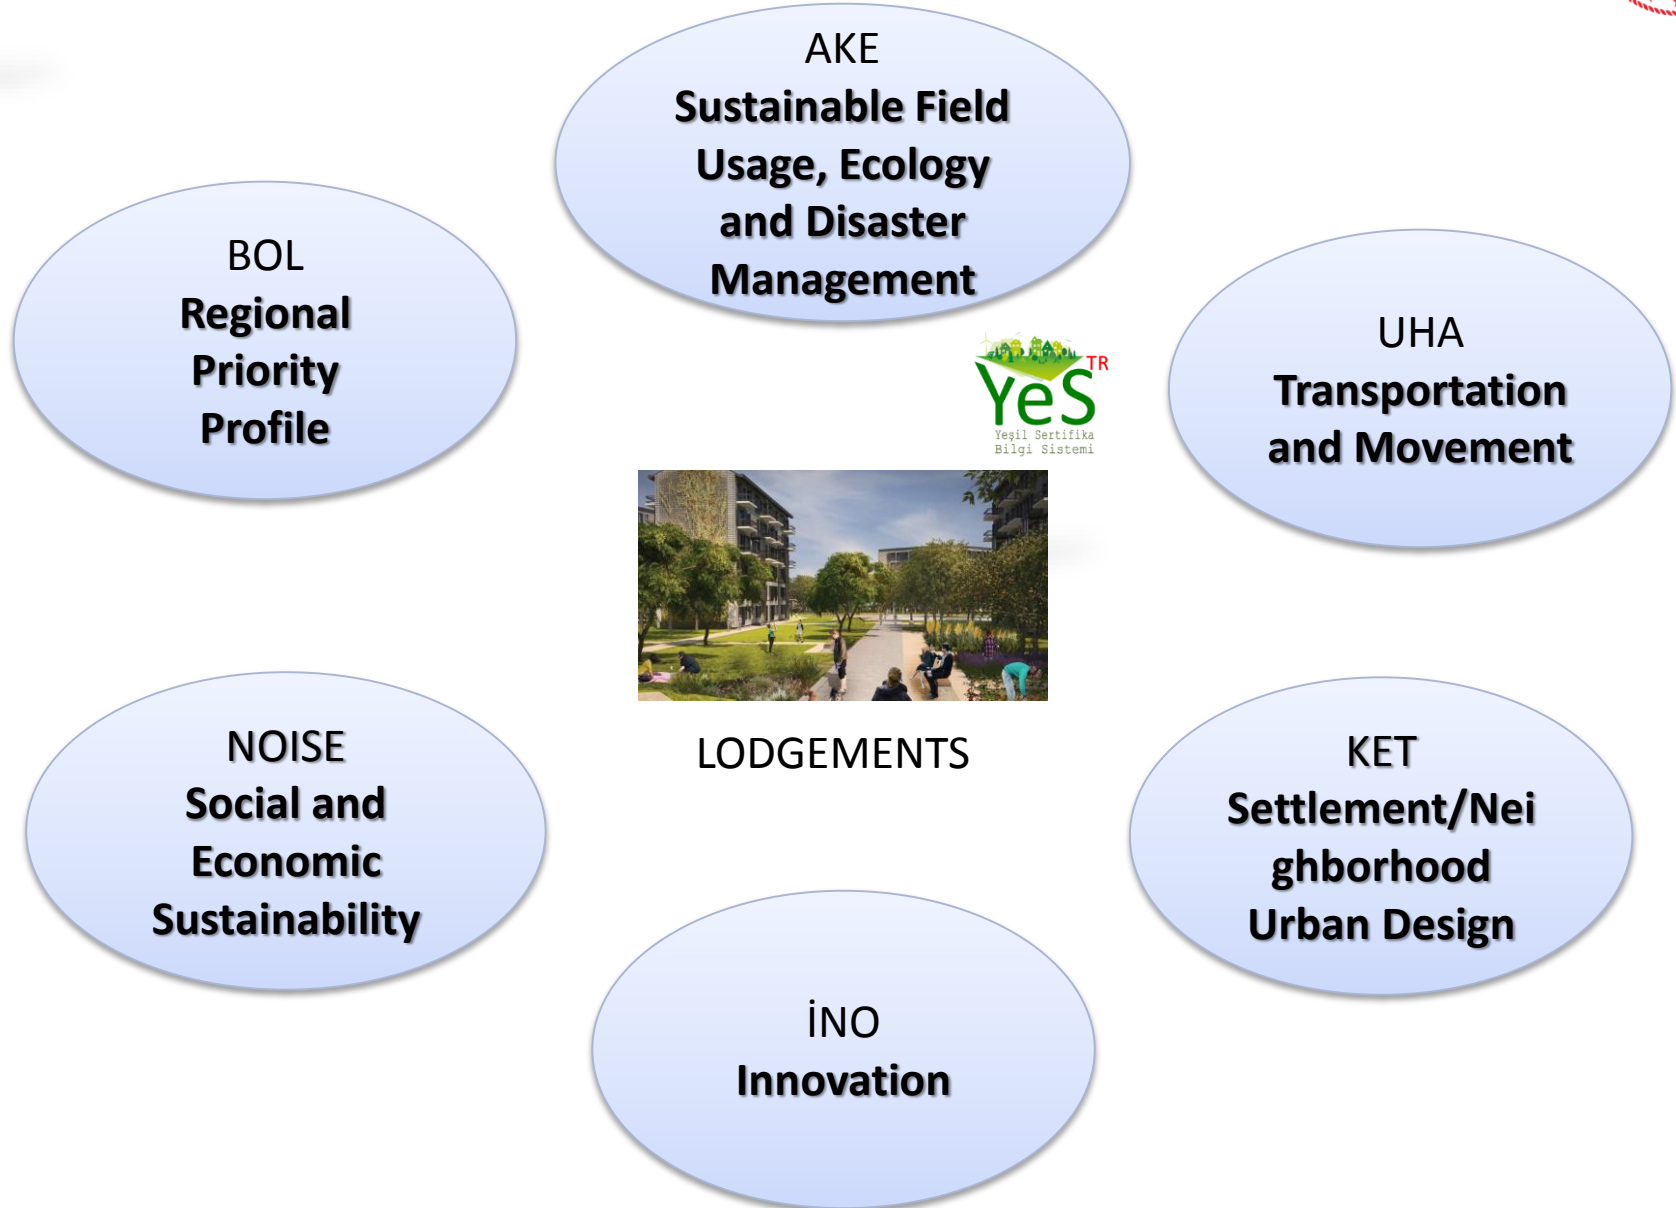 AKE
Sustainable Field
Usage, Ecology
and Disaster
Management
BOL
Regional
Priority
Profile
UHA
Transportation
and Movement
YeS TR
Yeşil Sertifika
Bilgi Sistemi
LODGEMENTS
NOISE
Social and
Economic
Sustainability
KET
Settlement/Nei
ghborhood
Urban Design
İNO
Innovation